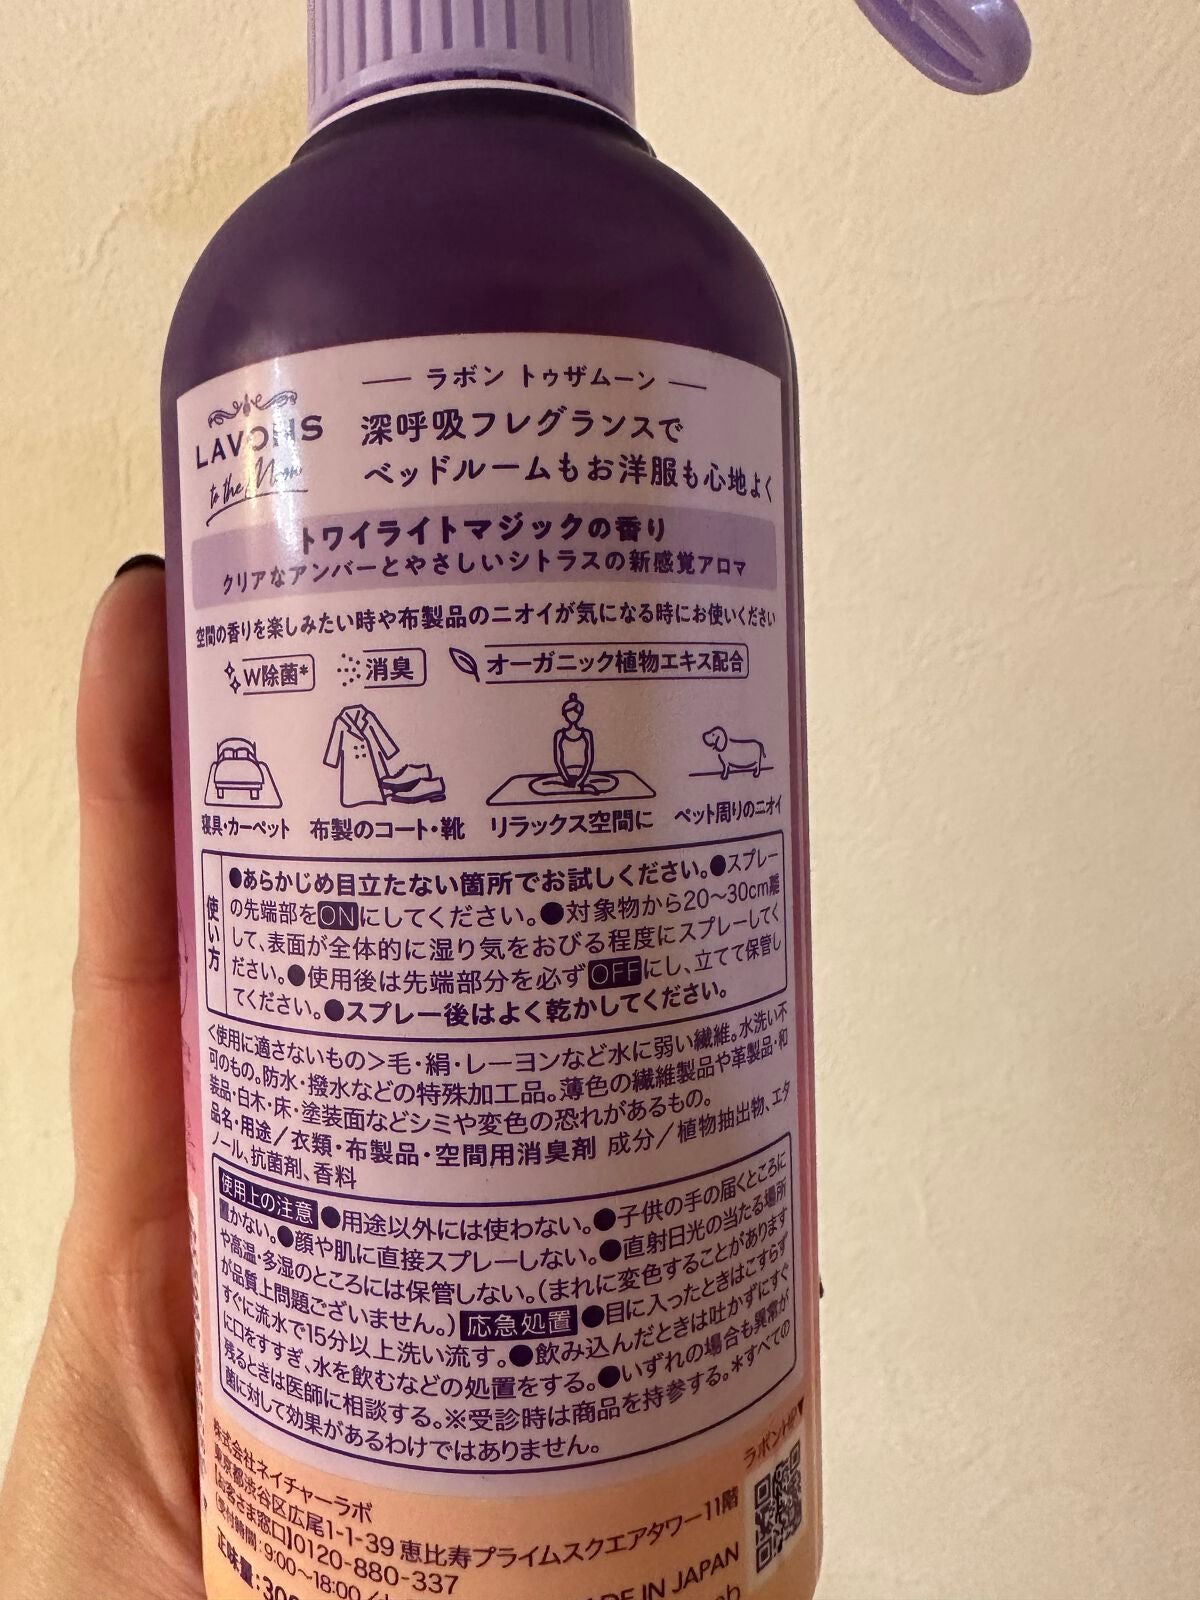 ラボン トゥザムーン
LAVONS
to the Moon
深呼吸フレグランスで
ベッドルームもお洋服も心地よく
トワイライトマジックの香り
クリアなアンバーとやさしいシトラスの新感覚アロマ
空間の香りを楽しみたい時や布製品のニオイが気になる時にお使いください
W除菌* 消臭 オーガニック植物エキス配合
寝具・カーペット 布製のコート・靴 リラックス空間に ペット周りのニオイ
使い方
●あらかじめ目立たない箇所でお試しください。●スプレー
の先端部をONにしてください。●対象物から20〜30cm離
して、表面が全体的に湿り気をおびる程度にスプレーしてく
ださい。●使用後は先端部分を必ずOFFにし、立てて保管し
てください。●スプレー後はよく乾かしてください。
<使用に適さないもの>毛・絹・レーヨンなど水に弱い繊維。水洗い不
可のもの。防水・撥水などの特殊加工品。薄色の繊維製品や革製品・和
装品・白木・床・塗装面などシミや変色の恐れがあるもの。
品名・用途/衣類・布製品・空間用消臭剤 成分/植物抽出物、エタ
ノール、抗菌剤、香料
使用上の注意 ●用途以外には使わない。●子供の手の届くところに
置かない。●顔や肌に直接スプレーしない。●直射日光の当たる場所
や高温・多湿のところには保管しない。(まれに変色することがあります
が品質上問題ございません。) 応急処置 ●目に入ったときはこすらず
すぐに流水で15分以上洗い流す。●飲み込んだときは吐かずにすぐ
に口をすすぎ、水を飲むなどの処置をする。●いずれの場合も異常が
残るときは医師に相談する。※受診時は商品を持参する。*すべての
菌に対して効果があるわけではありません。
株式会社ネイチャーラボ
東京都渋谷区広尾1-1-39 恵比寿プライムスクエアタワー11階
【お客さま窓口】0120-880-337
(受付時間:9:00〜18:00/
正味量:300
MADE IN JAPAN
ラボンHP▼